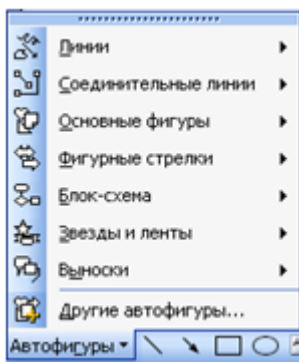 Линии
Соединительные линии
Основные фигуры
Фигурные стрелки
Блок-схема
Звезды и ленты
Выноски
Другие автофигуры...
Автофигуры